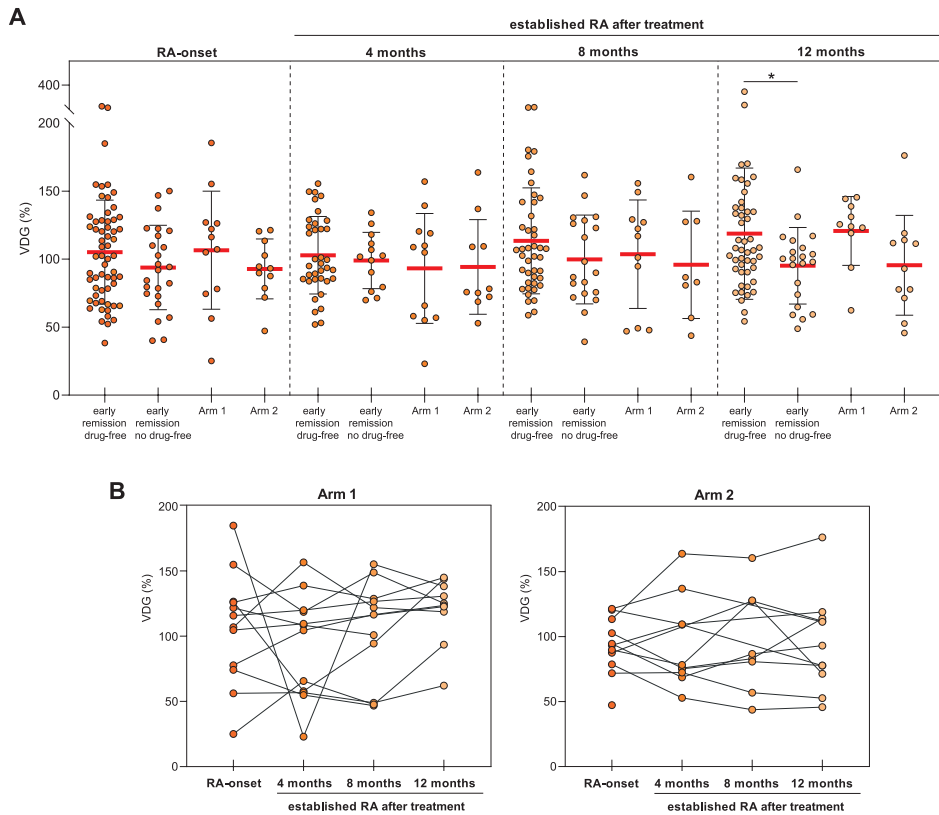 A
established RA after treatment
RA-onset 4 months 8 months 12 months
VDG (%)
400
200
150
100
50
0
*
early remission drug-free
early remission no drug-free
Arm 1
Arm 2
early remission drug-free
early remission no drug-free
Arm 1
Arm 2
early remission drug-free
early remission no drug-free
Arm 1
Arm 2
early remission drug-free
early remission no drug-free
Arm 1
Arm 2
B
Arm 1
VDG (%)
200
150
100
50
0
RA-onset 4 months 8 months 12 months
established RA after treatment
Arm 2
VDG (%)
200
150
100
50
0
RA-onset 4 months 8 months 12 months
established RA after treatment